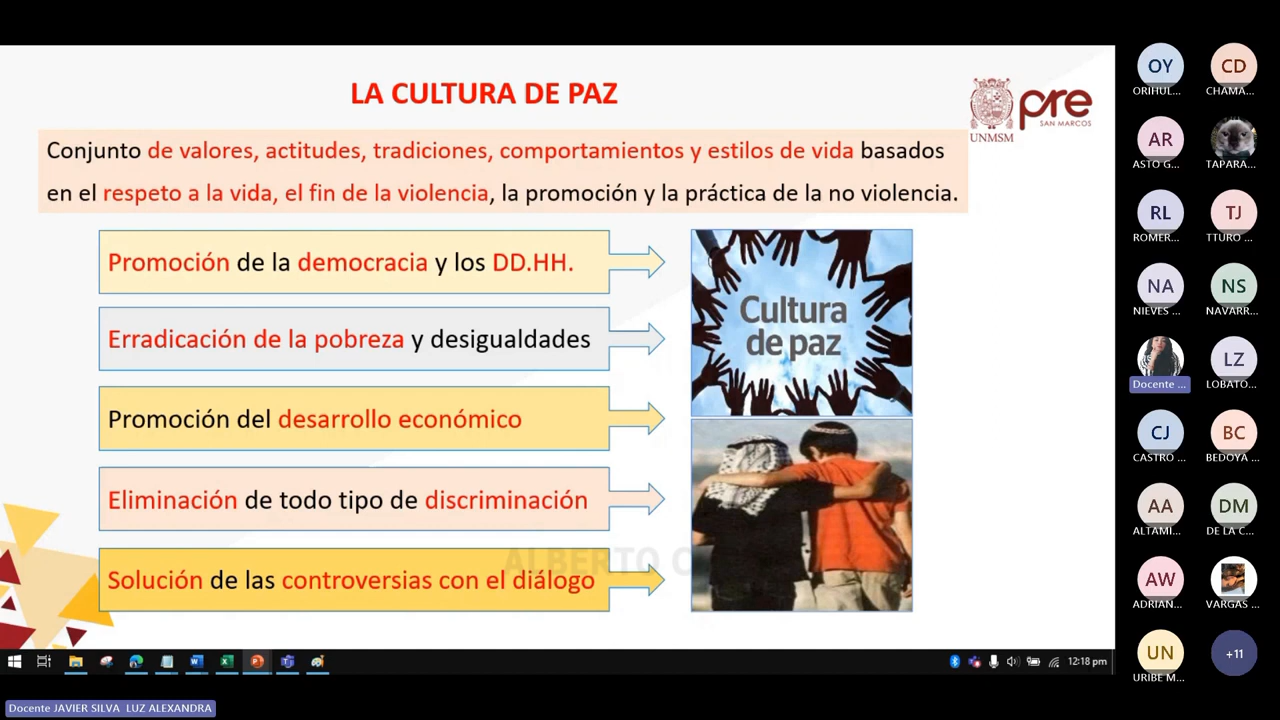 LA CULTURA DE PAZ
UNMSM
pre
SAN MARCOS
Conjunto de valores, actitudes, tradiciones, comportamientos y estilos de vida basados
en el respeto a la vida, el fin de la violencia, la promoción y la práctica de la no violencia.
Promoción de la democracia y los DD.HH.
Erradicación de la pobreza y desigualdades
Promoción del desarrollo económico
Eliminación de todo tipo de discriminación
Solución de las controversias con el diálogo
Cultura
de paz
ALBERTO C
12:18 pm
OY
ORIHUL...
CD
CHAMA...
AR
ASTO G...
TAPARA...
RL
ROMER...
TJ
TTURO ...
NA
NIEVES ...
NS
NAVARR...
Docente ...
LZ
LOBATO...
CJ
CASTRO ...
BC
BEDOYA ...
AA
ALTAMI...
DM
DE LA C...
AW
ADRIAN...
VARGAS ...
UN
URIBE M...
+11
Docente JAVIER SILVA LUZ ALEXANDRA